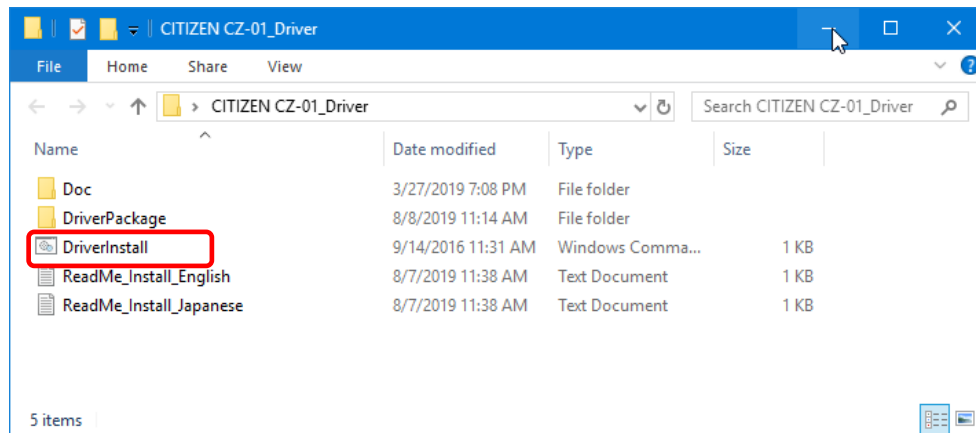 CITIZEN CZ-01_Driver
File Home Share View
CITIZEN CZ-01_Driver Search CITIZEN CZ-01_Driver
Name Date modified Type Size
Doc 3/27/2019 7:08 PM File folder
DriverPackage 8/8/2019 11:14 AM File folder
DriverInstall 9/14/2016 11:31 AM Windows Comma... 1 KB
ReadMe_Install_English 8/7/2019 11:38 AM Text Document 1 KB
ReadMe_Install_Japanese 8/7/2019 11:38 AM Text Document 1 KB
5 items